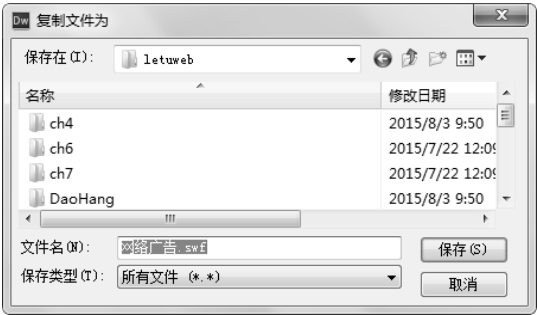 Dw 复制文件为
保存在(I): letuweb
名称 修改日期
ch4 2015/8/3 9:50
ch6 2015/7/22 12:09
ch7 2015/7/22 12:09
DaoHang 2015/8/3 9:50
文件名(N): 网络广告.swf 保存(S)
保存类型(T): 所有文件 (*.*) 取消